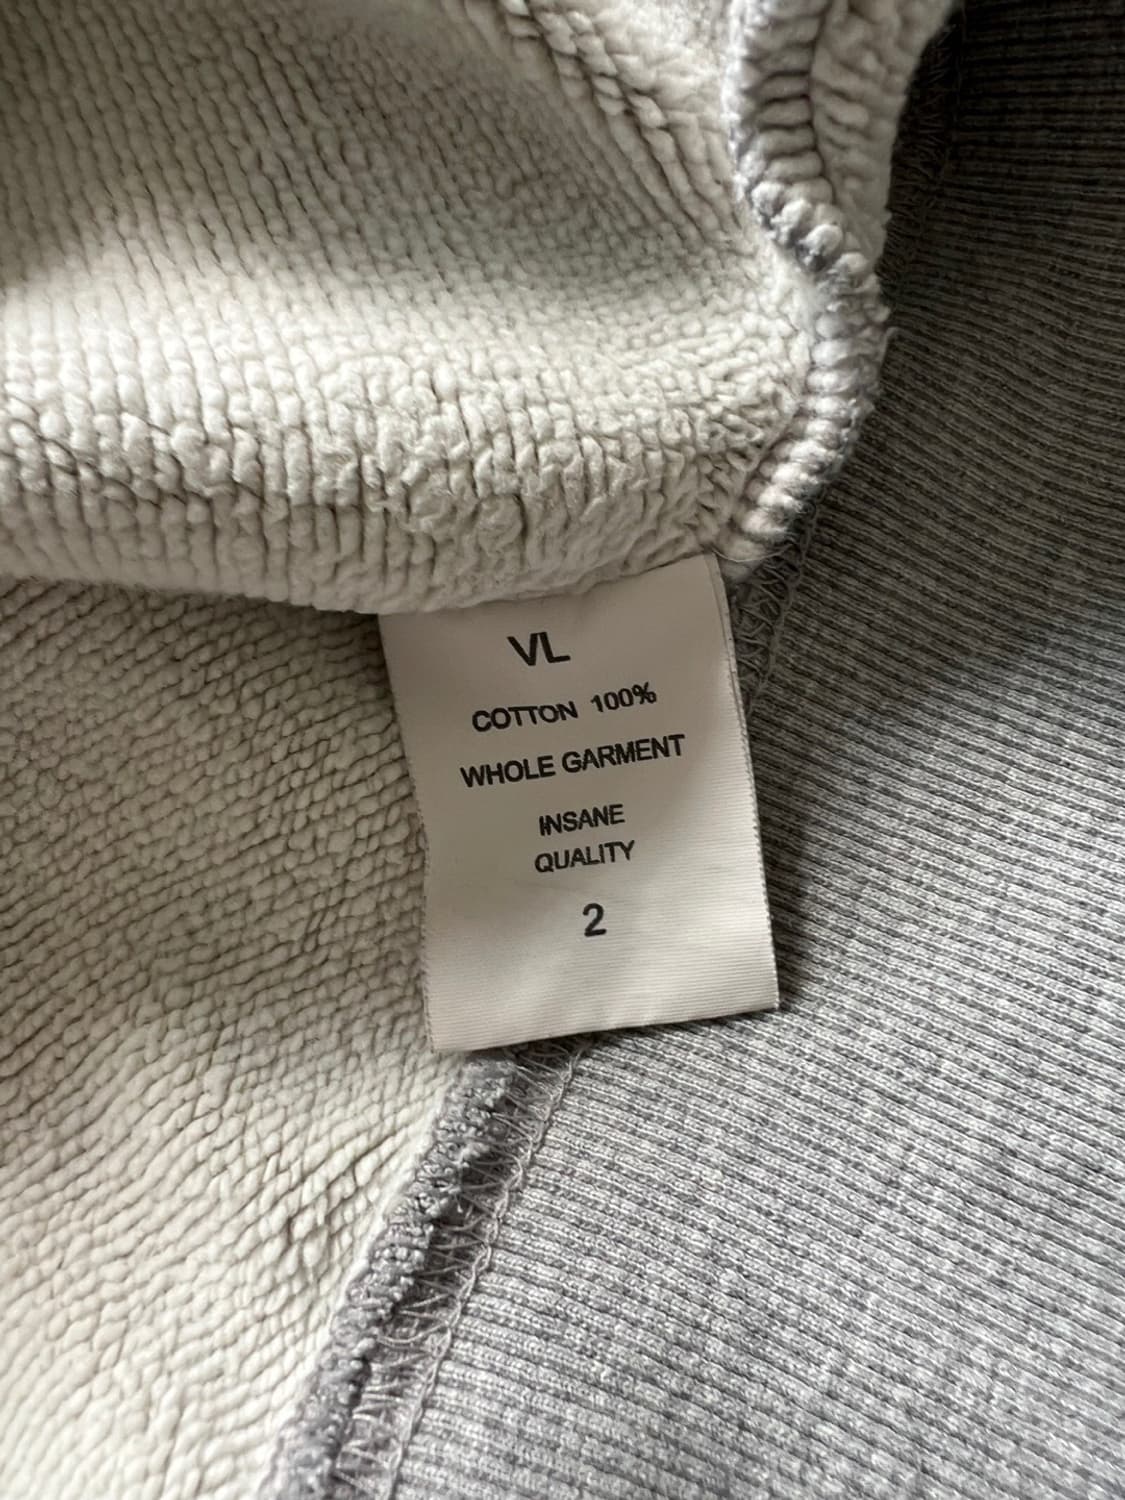 VL
COTTON 100%
WHOLE GARMENT
INSANE
QUALITY
2